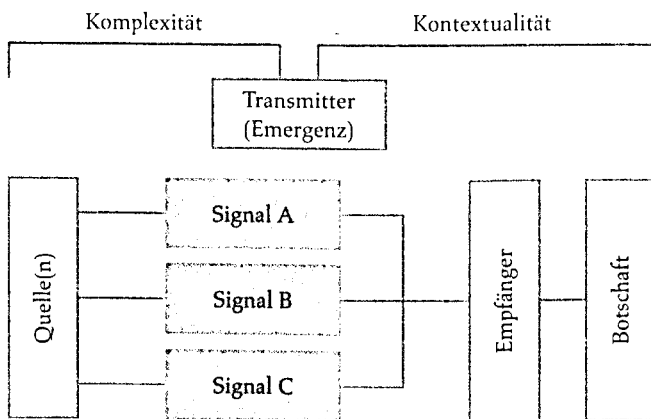 Komplexität
Kontextualität
Transmitter
(Emergenz)
Quelle(n)
Signal A
Signal B
Signal C
Empfänger
Botschaft